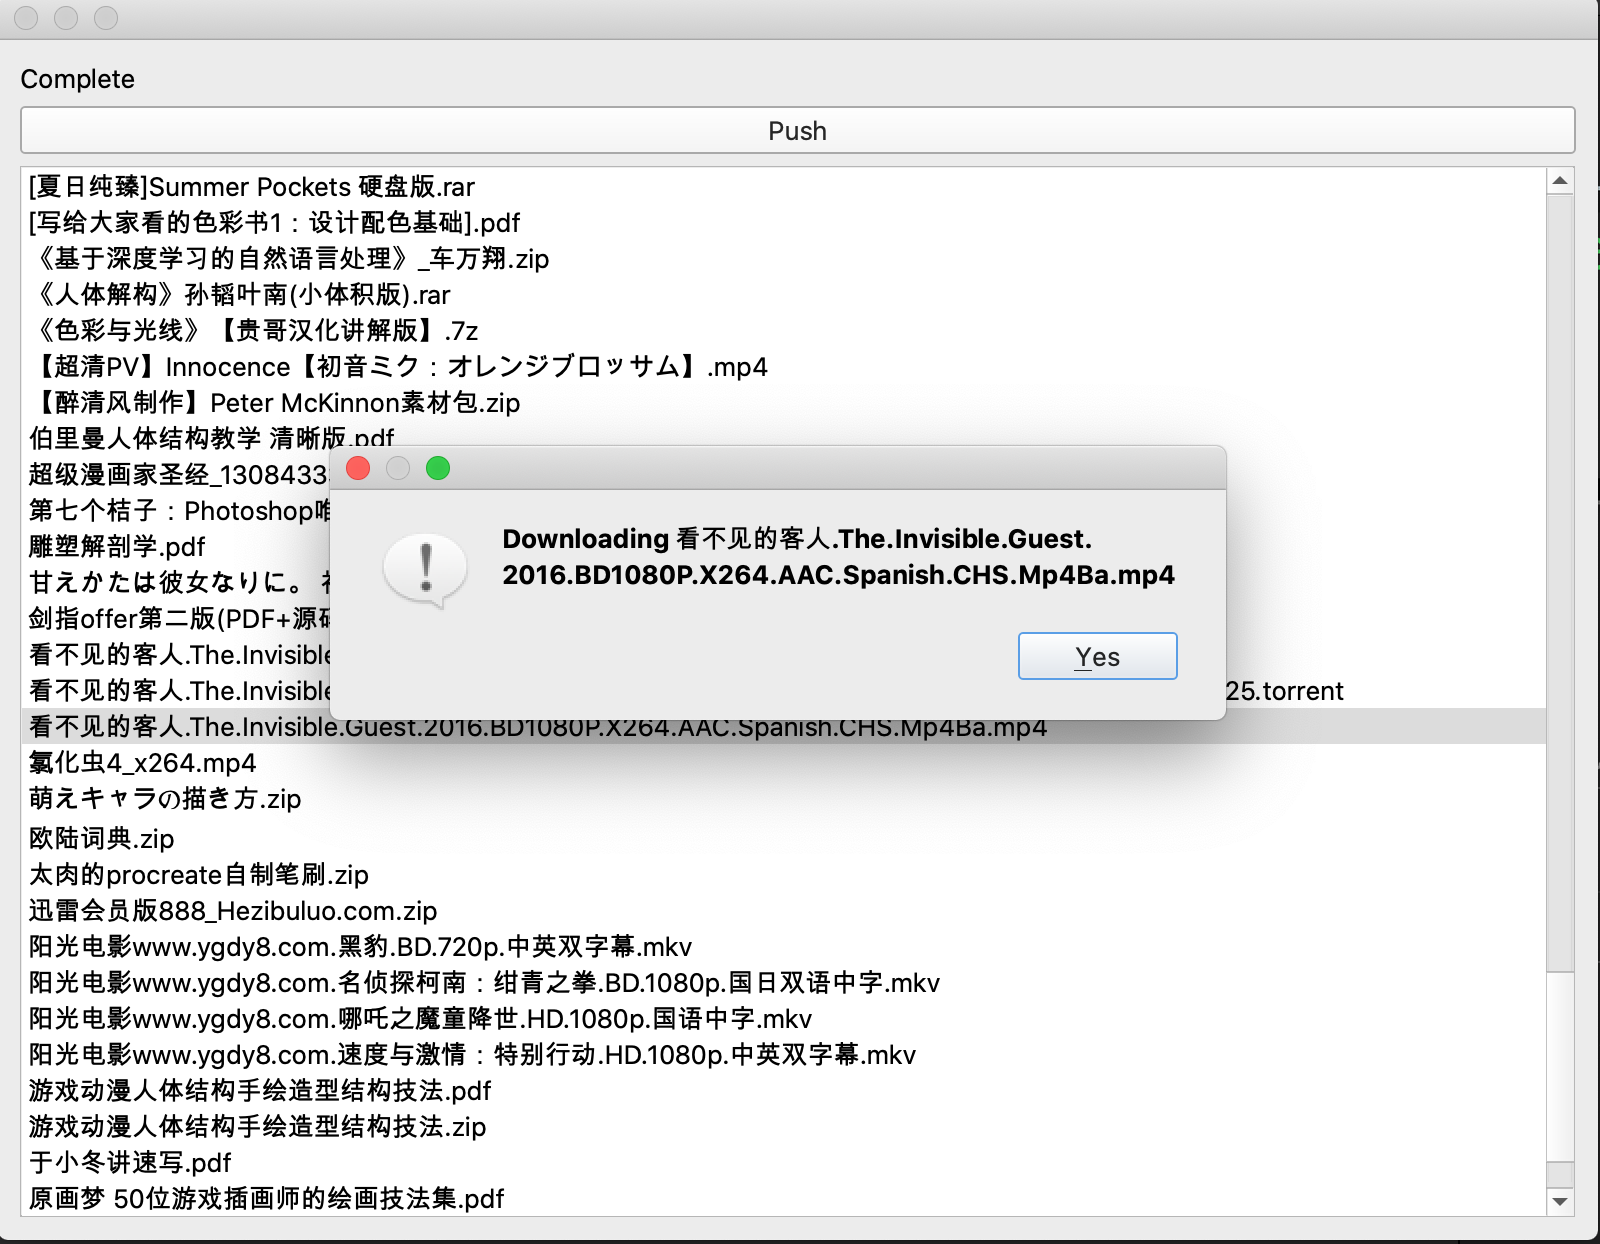 Complete
Push
[夏日纯臻]Summer Pockets 硬盘版.rar
[写给大家看的色彩书1：设计配色基础].pdf
《基于深度学习的自然语言处理》_车万翔.zip
《人体解构》孙韬叶南(小体积版).rar
《色彩与光线》【贵哥汉化讲解版】.7z
【超清PV】Innocence【初音ミク：オレンジブロッサム】.mp4
【醉清风制作】Peter McKinnon素材包.zip
伯里曼人体结构教学 清晰版.pdf
超级漫画家圣经_1308433
第七个桔子：Photoshop唯
雕塑解剖学.pdf
甘えかたは彼女なりに。
剑指offer第二版(PDF+源码
看不见的客人.The.Invisible
看不见的客人.The.Invisible
25.torrent
看不见的客人.The.Invisible.Guest.2016.BD1080P.X264.AAC.Spanish.CHS.Mp4Ba.mp4
氯化虫4_x264.mp4
萌えキャラの描き方.zip
欧陆词典.zip
太肉的procreate自制笔刷.zip
迅雷会员版888_Hezibuluo.com.zip
阳光电影www.ygdy8.com.黑豹.BD.720p.中英双字幕.mkv
阳光电影www.ygdy8.com.名侦探柯南：绀青之拳.BD.1080p.国日双语中字.mkv
阳光电影www.ygdy8.com.哪吒之魔童降世.HD.1080p.国语中字.mkv
阳光电影www.ygdy8.com.速度与激情：特别行动.HD.1080p.中英双字幕.mkv
游戏动漫人体结构手绘造型结构技法.pdf
游戏动漫人体结构手绘造型结构技法.zip
于小冬讲速写.pdf
原画梦 50位游戏插画师的绘画技法集.pdf
Downloading 看不见的客人.The.Invisible.Guest.
2016.BD1080P.X264.AAC.Spanish.CHS.Mp4Ba.mp4
Yes